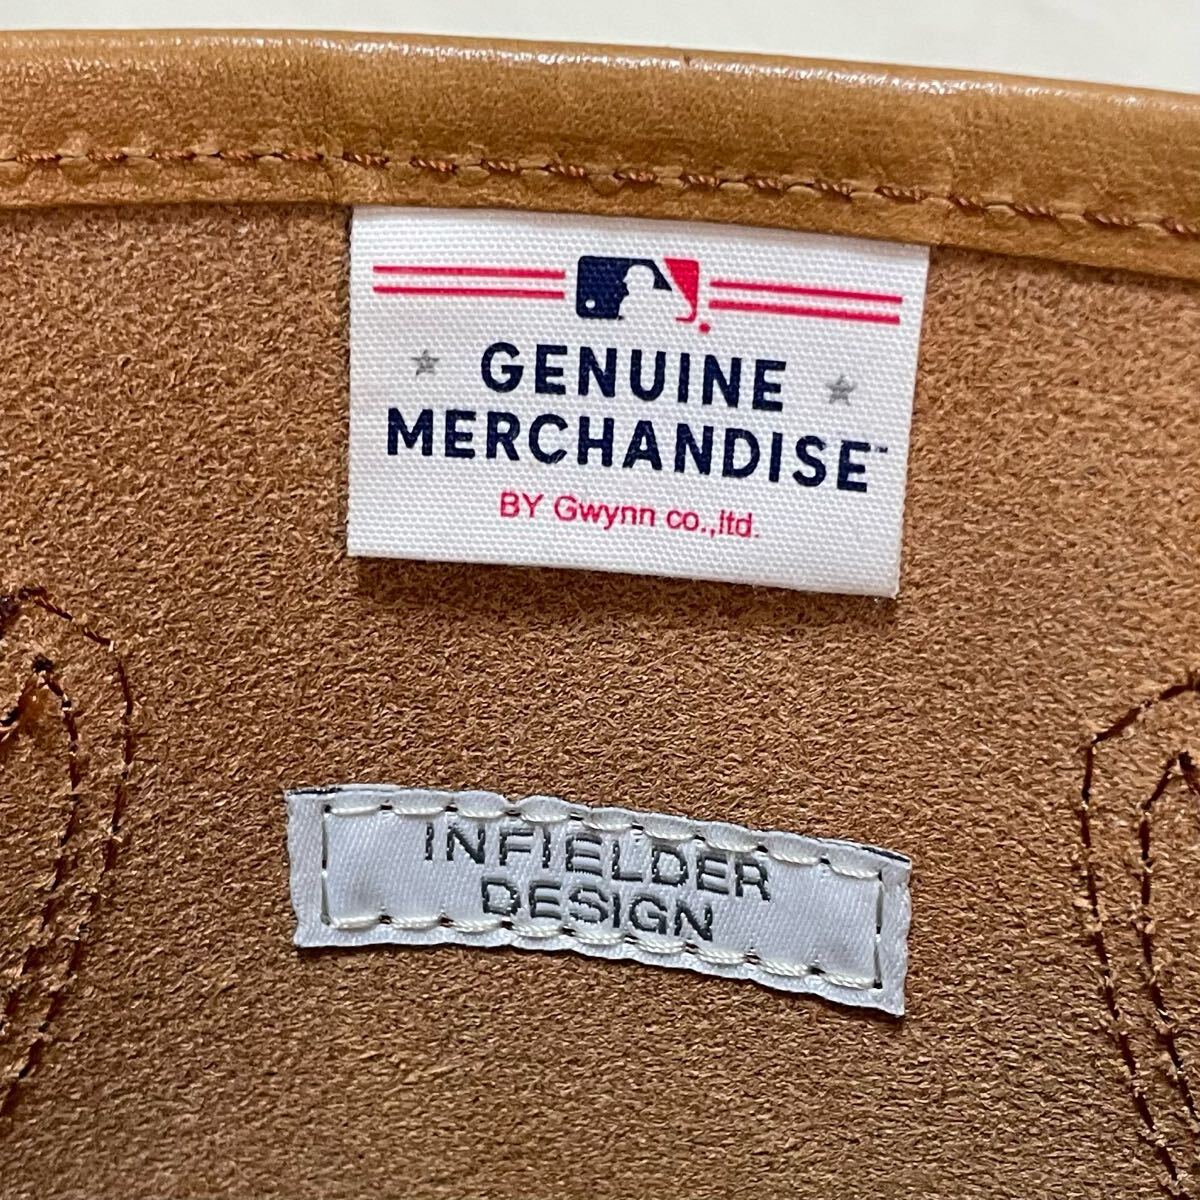 GENUINE
MERCHANDISE™
BY Gwynn co.,ltd.
INFIELDER
DESIGN